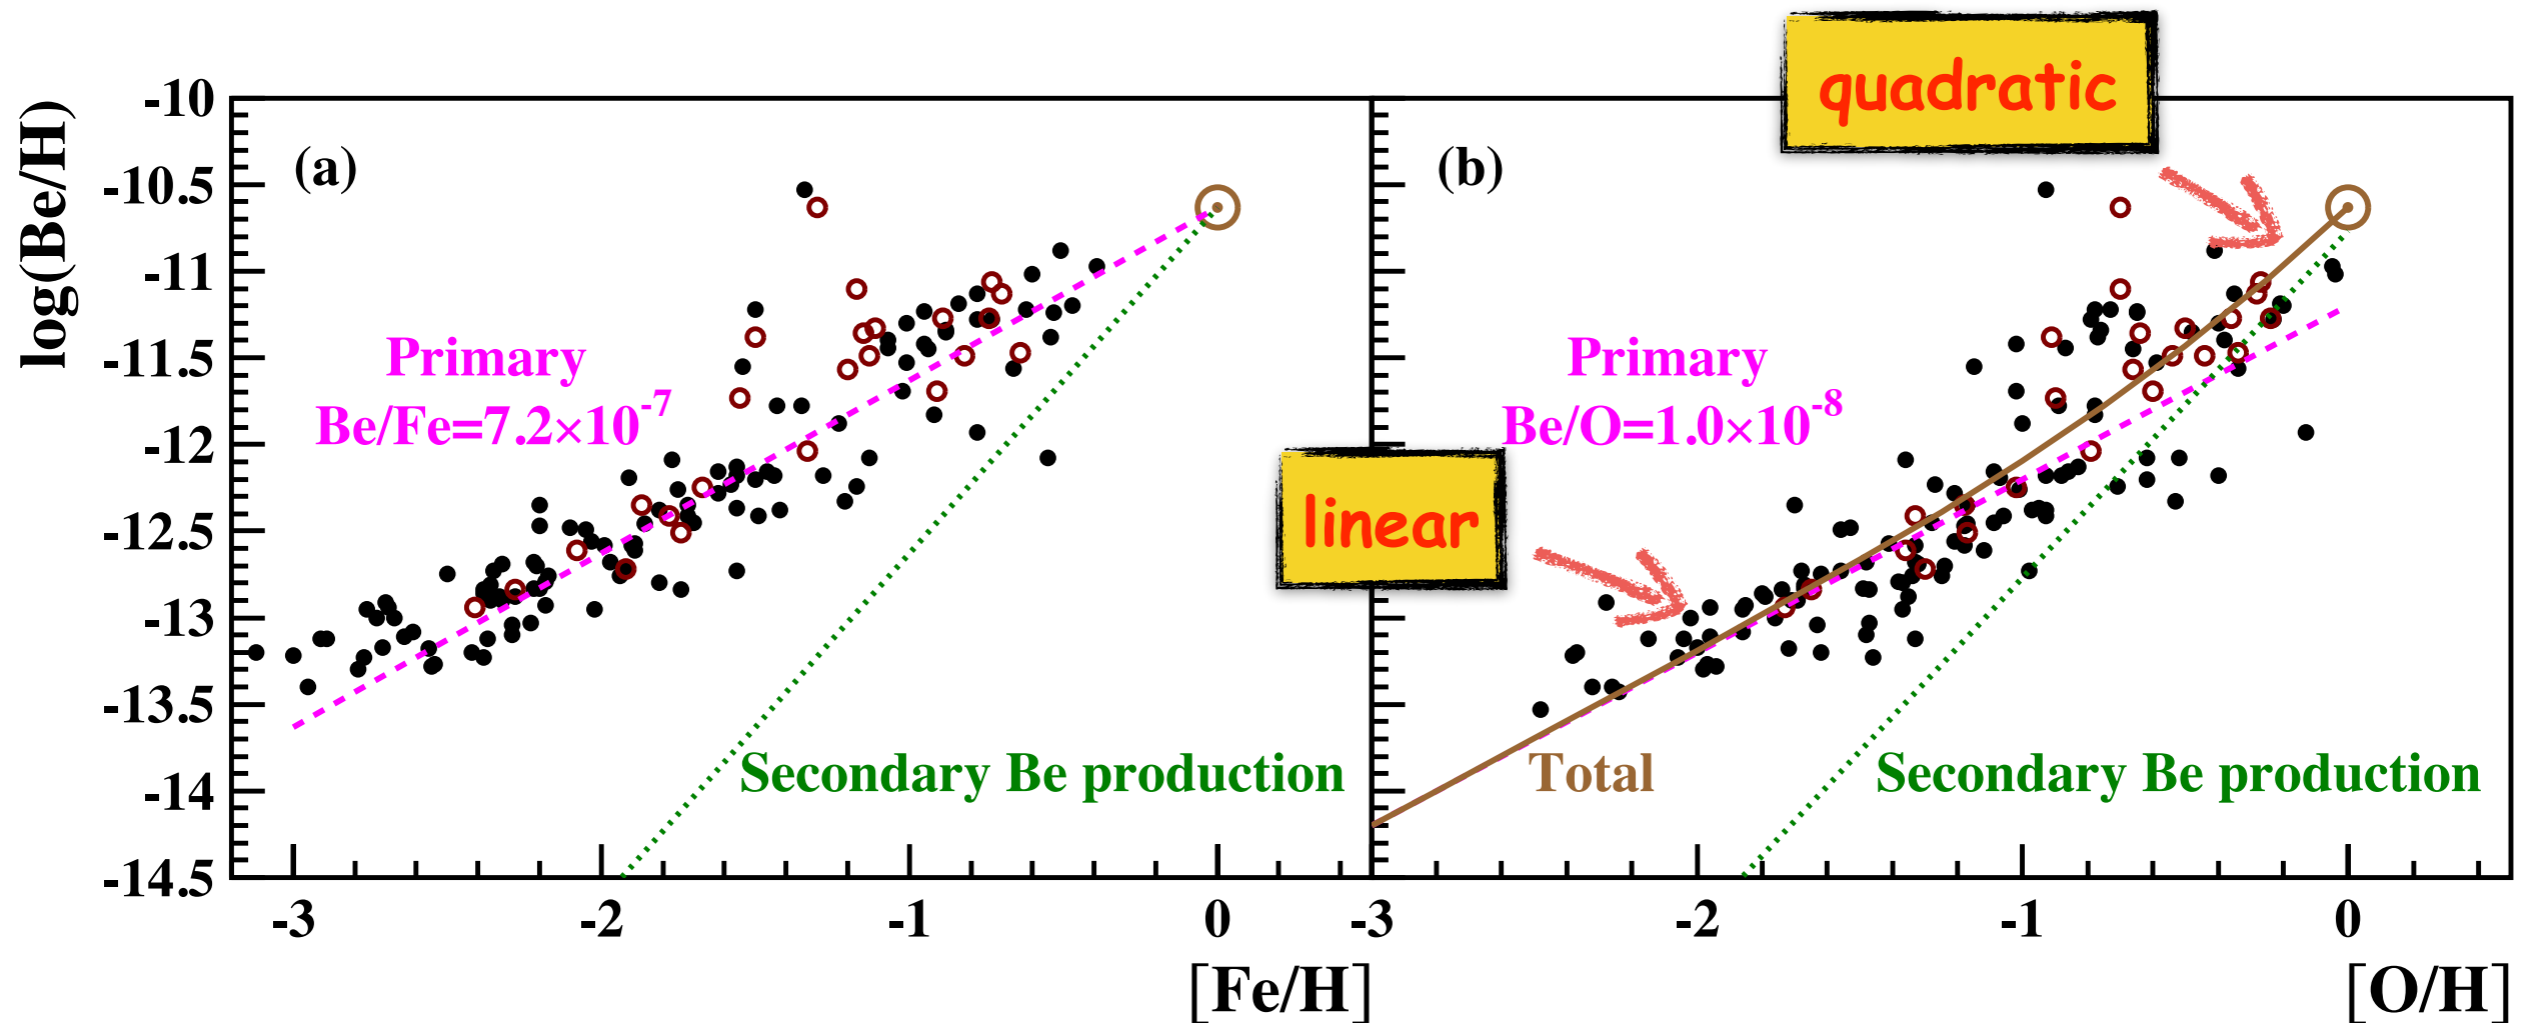 quadratic
-10
(a)
(b)
-10.5
log(Be/H)
-11
-11.5
Primary
Be/Fe=7.2×10⁻⁷
Primary
Be/O=1.0×10⁻⁸
-12
linear
-12.5
-13
-13.5
Secondary Be production
Total
Secondary Be production
-14
-14.5
-3 -2 -1 0 -3 -2 -1 0
[Fe/H] [O/H]